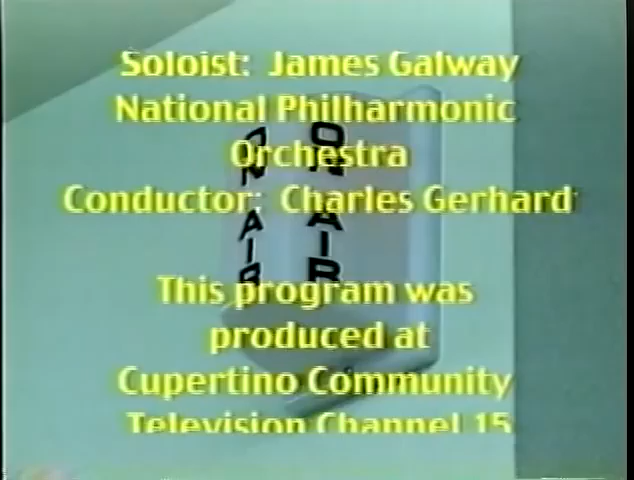 Soloist: James Galway
National Philharmonic
Orchestra
Conductor: Charles Gerhard
This program was
produced at
Cupertino Community
Television Channel 15
ON AIR
ON AIR